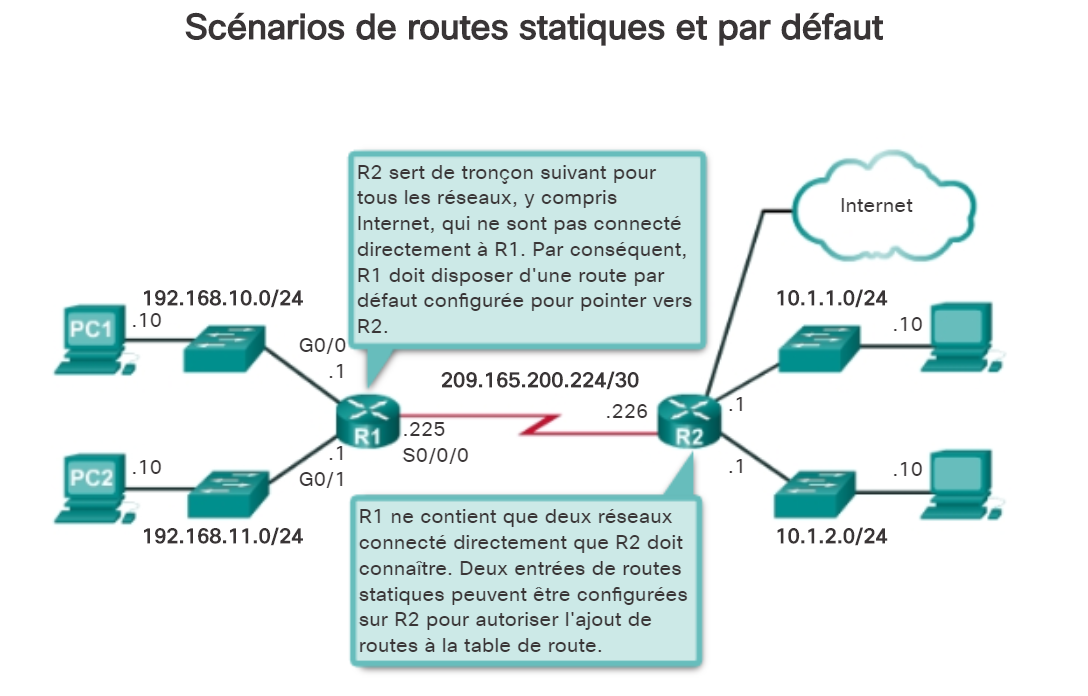 Scénarios de routes statiques et par défaut
R2 sert de tronçon suivant pour
tous les réseaux, y compris
Internet, qui ne sont pas connecté
directement à R1. Par conséquent,
R1 doit disposer d'une route par
défaut configurée pour pointer vers
R2.
Internet
192.168.10.0/24
10.1.1.0/24
PC1
.10
.10
G0/0
.1
209.165.200.224/30
.226
.1
R1
.225
R2
S0/0/0
.1
G0/1
.1
PC2
.10
.10
192.168.11.0/24
10.1.2.0/24
R1 ne contient que deux réseaux
connecté directement que R2 doit
connaître. Deux entrées de routes
statiques peuvent être configurées
sur R2 pour autoriser l'ajout de
routes à la table de route.